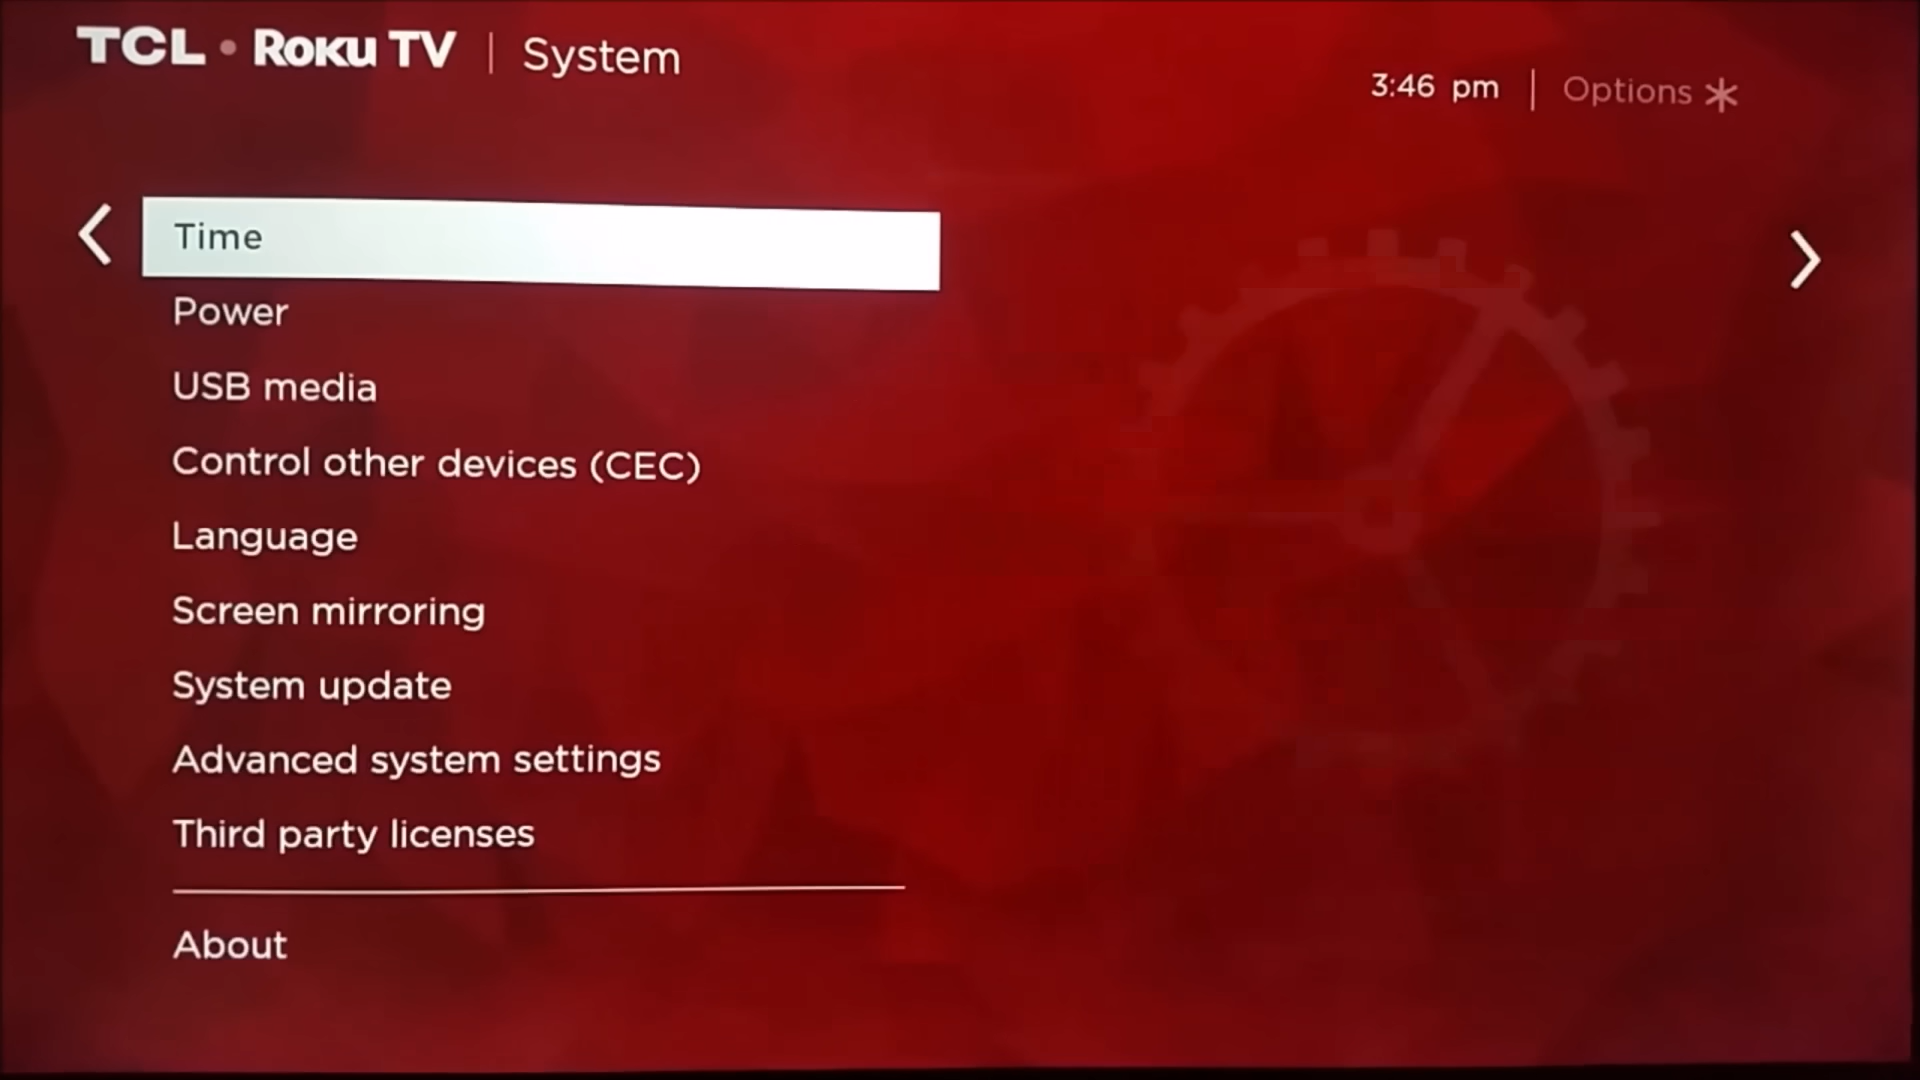 TCL • Roku TV | System
3:46 pm | Options ✱
Time
Power
USB media
Control other devices (CEC)
Language
Screen mirroring
System update
Advanced system settings
Third party licenses
About